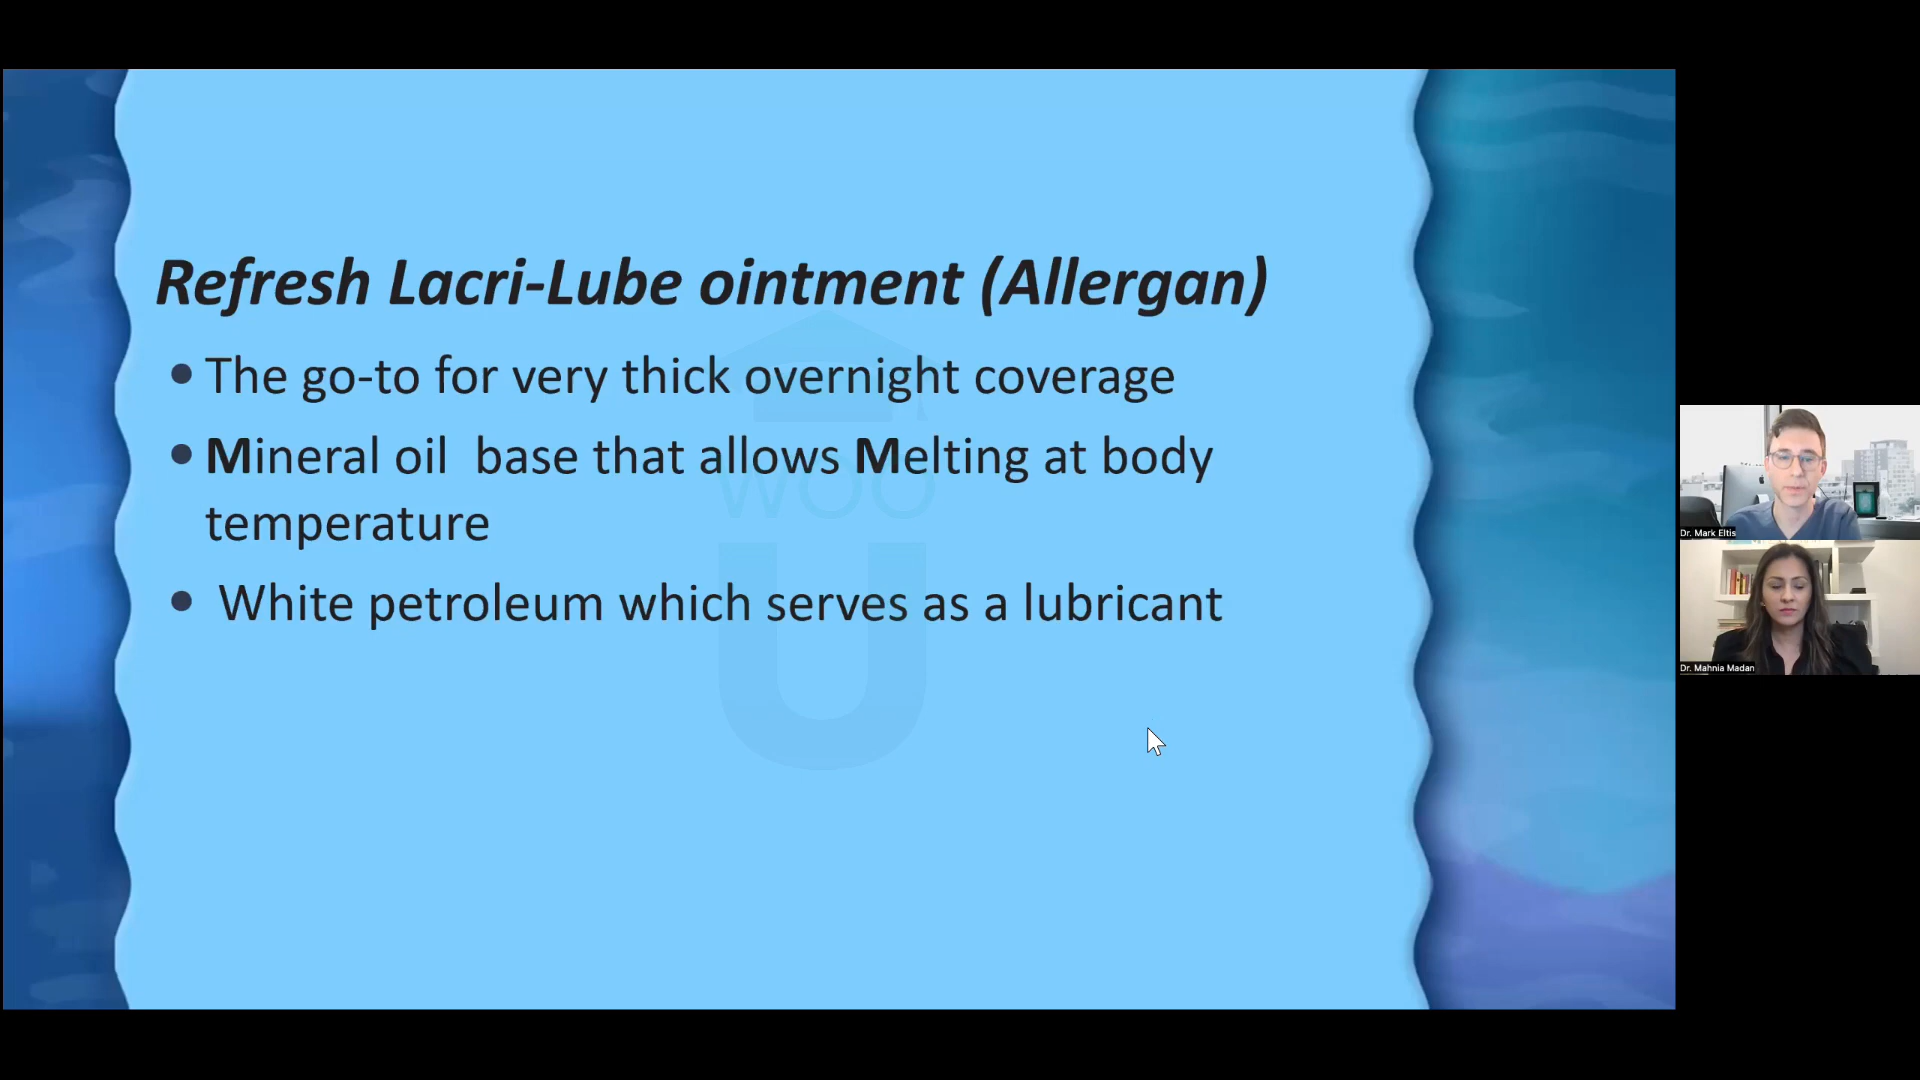 Refresh Lacri-Lube ointment (Allergan)
• The go-to for very thick overnight coverage
• Mineral oil  base that allows Melting at body
temperature
• White petroleum which serves as a lubricant
WOO
U
Dr. Mark Eltis
Dr. Mahnia Madan